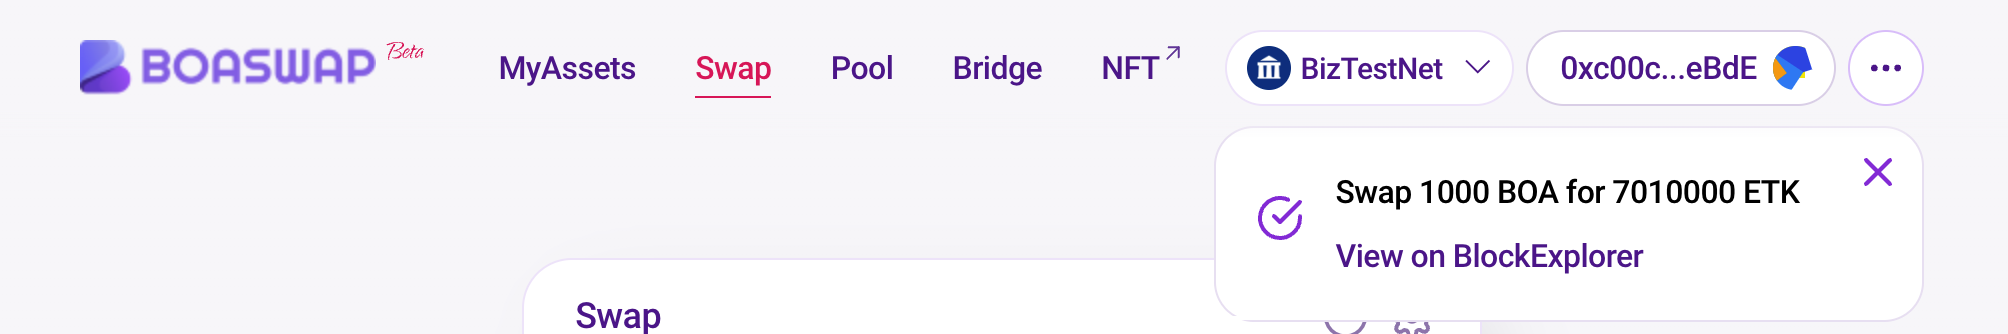 BOASWAP Beta MyAssets Swap Pool Bridge NFT BizTestNet 0xc00c...eBdE
Swap 1000 BOA for 7010000 ETK
View on BlockExplorer
Swap